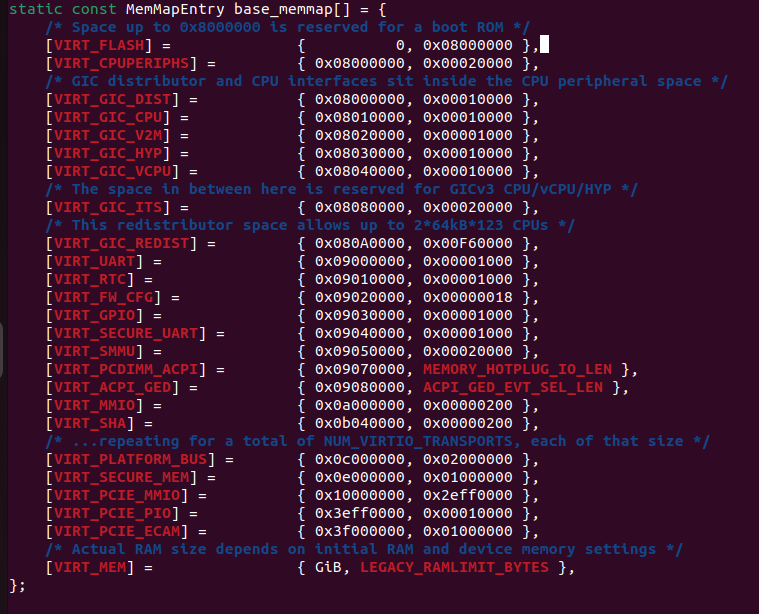 static const MemMapEntry base_memmap[] = {
    /* Space up to 0x8000000 is reserved for a boot ROM */
    [VIRT_FLASH] =              {          0, 0x08000000 },
    [VIRT_CPUPERIPHS] =         { 0x08000000, 0x00020000 },
    /* GIC distributor and CPU interfaces sit inside the CPU peripheral space */
    [VIRT_GIC_DIST] =           { 0x08000000, 0x00010000 },
    [VIRT_GIC_CPU] =            { 0x08010000, 0x00010000 },
    [VIRT_GIC_V2M] =            { 0x08020000, 0x00001000 },
    [VIRT_GIC_HYP] =            { 0x08030000, 0x00010000 },
    [VIRT_GIC_VCPU] =           { 0x08040000, 0x00010000 },
    /* The space in between here is reserved for GICv3 CPU/vCPU/HYP */
    [VIRT_GIC_ITS] =            { 0x08080000, 0x00020000 },
    /* This redistributor space allows up to 2*64kB*123 CPUs */
    [VIRT_GIC_REDIST] =         { 0x080A0000, 0x00F60000 },
    [VIRT_UART] =               { 0x09000000, 0x00001000 },
    [VIRT_RTC] =                { 0x09010000, 0x00001000 },
    [VIRT_FW_CFG] =             { 0x09020000, 0x00000018 },
    [VIRT_GPIO] =               { 0x09030000, 0x00001000 },
    [VIRT_SECURE_UART] =        { 0x09040000, 0x00001000 },
    [VIRT_SMMU] =               { 0x09050000, 0x00020000 },
    [VIRT_PCDIMM_ACPI] =        { 0x09070000, MEMORY_HOTPLUG_IO_LEN },
    [VIRT_ACPI_GED] =           { 0x09080000, ACPI_GED_EVT_SEL_LEN },
    [VIRT_MMIO] =               { 0x0a000000, 0x00000200 },
    [VIRT_SHA] =                { 0x0b040000, 0x00000200 },
    /* ...repeating for a total of NUM_VIRTIO_TRANSPORTS, each of that size */
    [VIRT_PLATFORM_BUS] =       { 0x0c000000, 0x02000000 },
    [VIRT_SECURE_MEM] =         { 0x0e000000, 0x01000000 },
    [VIRT_PCIE_MMIO] =          { 0x10000000, 0x2eff0000 },
    [VIRT_PCIE_PIO] =           { 0x3eff0000, 0x00010000 },
    [VIRT_PCIE_ECAM] =          { 0x3f000000, 0x01000000 },
    /* Actual RAM size depends on initial RAM and device memory settings */
    [VIRT_MEM] =                { GiB, LEGACY_RAMLIMIT_BYTES },
};